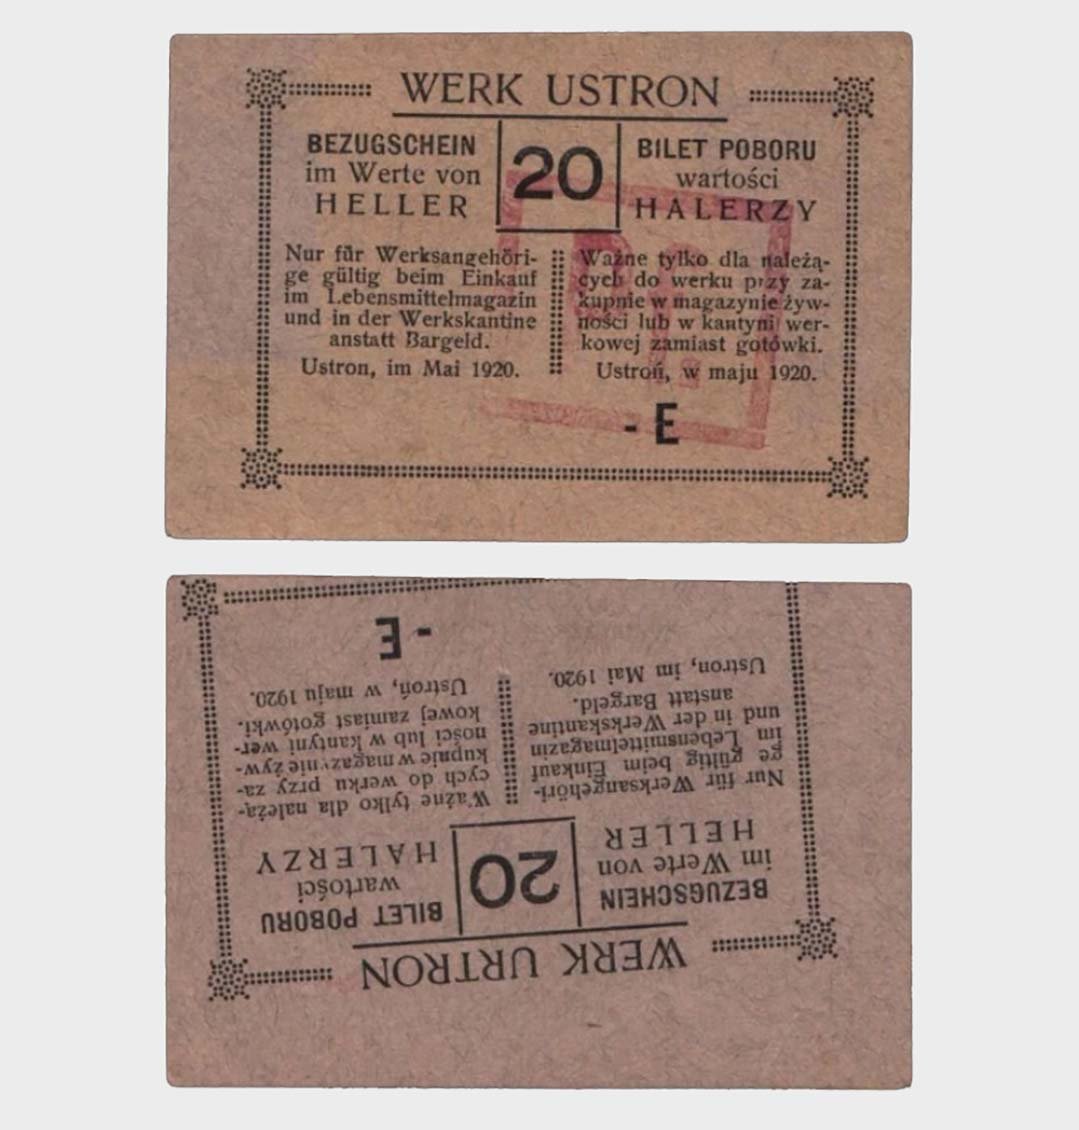 WERK USTRON
BEZUGSCHEIN
im Werte von
HELLER
20
BILET POBORU
wartości
HALERZY
Nur für Werksangehöri-
ge gültig beim Einkauf
im Lebensmittelmagazin
und in der Werkskantine
anstatt Bargeld.
Ustron, im Mai 1920.
Ważne tylko dla należą-
cych do werku przy za-
kupnie w magazynie żyw-
ności lub w kantyni wer-
kowej zamiast gotówki.
Ustroń, w maju 1920.
- E
WERK URTRON
BEZUGSCHEIN
im Werte von
HELLER
20
BILET POBORU
wartości
HALERZY
Nur für Werksangehöri-
ge gültig beim Einkauf
im Lebensmittelmagazin
und in der Werkskantine
anstatt Bargeld.
Ustron, im Mai 1920.
Ważne tylko dla należą-
cych do werku przy za-
kupnie w magazynie żyw-
ności lub w kantyni wer-
kowej zamiast gotówki.
Ustroń, w maju 1920.
- E